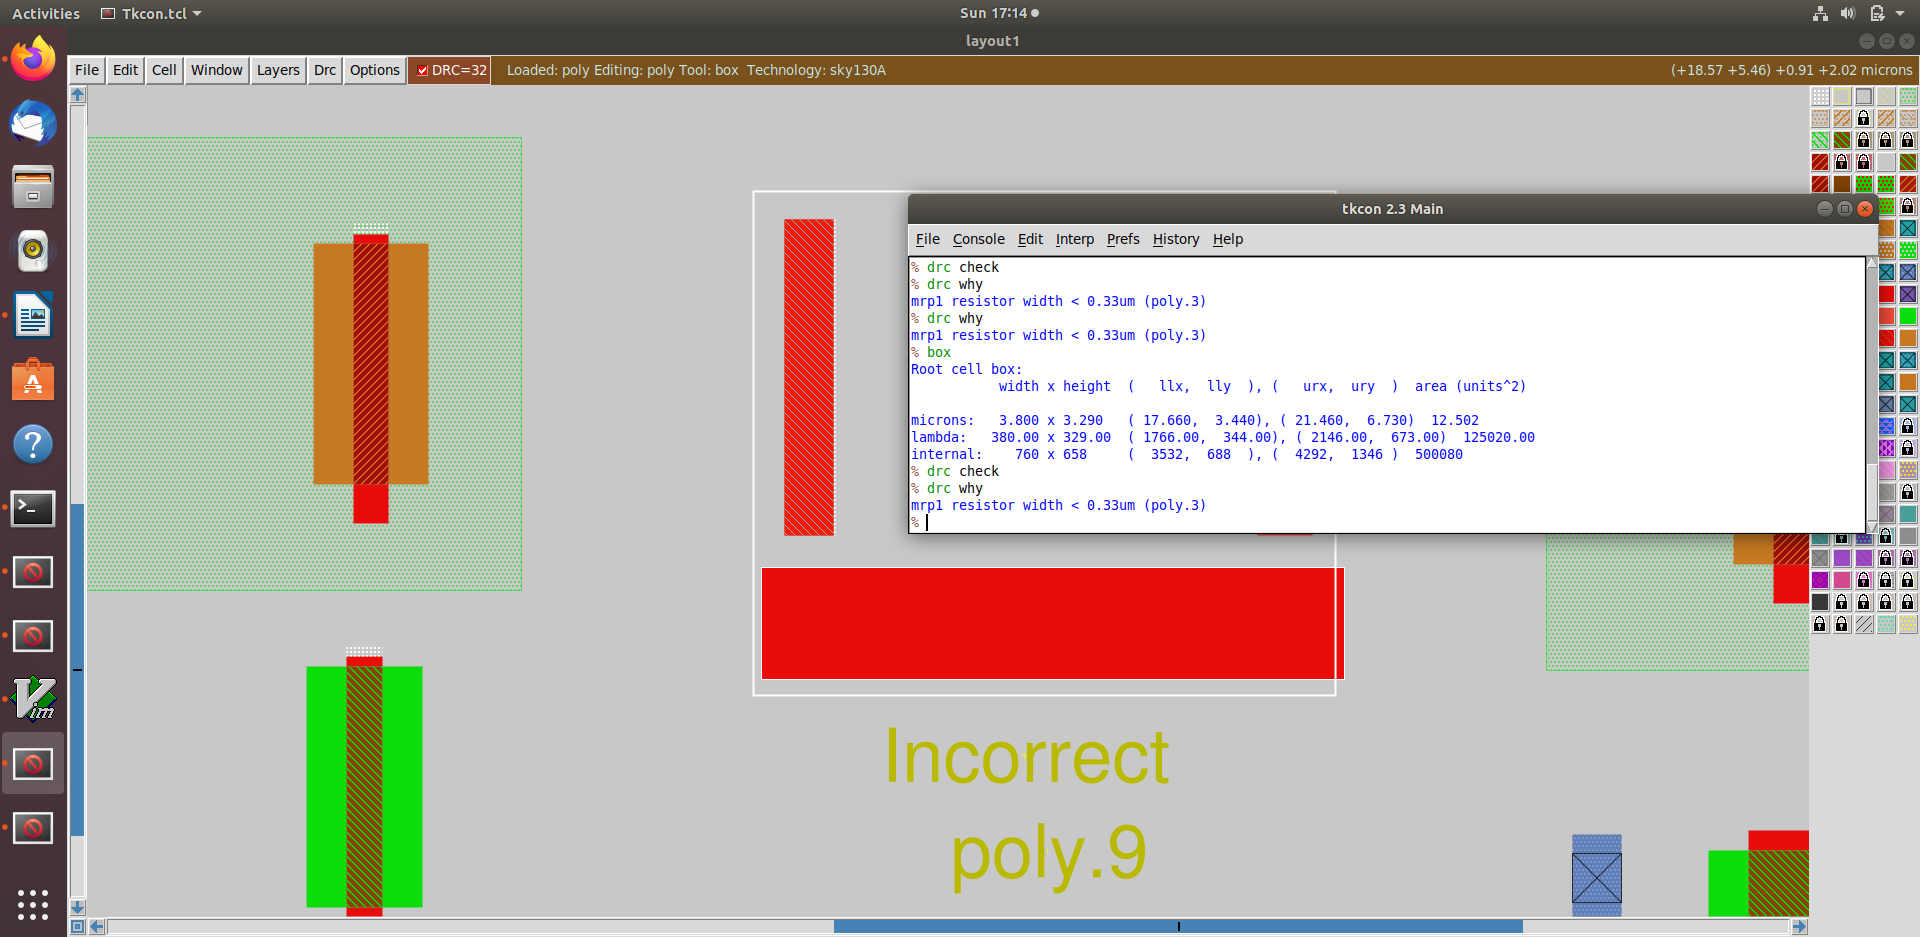 Activities Tkcon.tcl Sun 17:14
layout1
File Edit Cell Window Layers Drc Options DRC=32 Loaded: poly Editing: poly Tool: box Technology: sky130A (+18.57 +5.46) +0.91 +2.02 microns
tkcon 2.3 Main
File Console Edit Interp Prefs History Help
% drc check
% drc why
mrp1 resistor width < 0.33um (poly.3)
% drc why
mrp1 resistor width < 0.33um (poly.3)
% box
Root cell box:
width x height ( llx, lly ), ( urx, ury ) area (units^2)
microns: 3.800 x 3.290 ( 17.660, 3.440), ( 21.460, 6.730) 12.502
lambda: 380.00 x 329.00 ( 1766.00, 344.00), ( 2146.00, 673.00) 125020.00
internal: 760 x 658 ( 3532, 688 ), ( 4292, 1346 ) 500080
% drc check
% drc why
mrp1 resistor width < 0.33um (poly.3)
%
Incorrect
poly.9
Vim